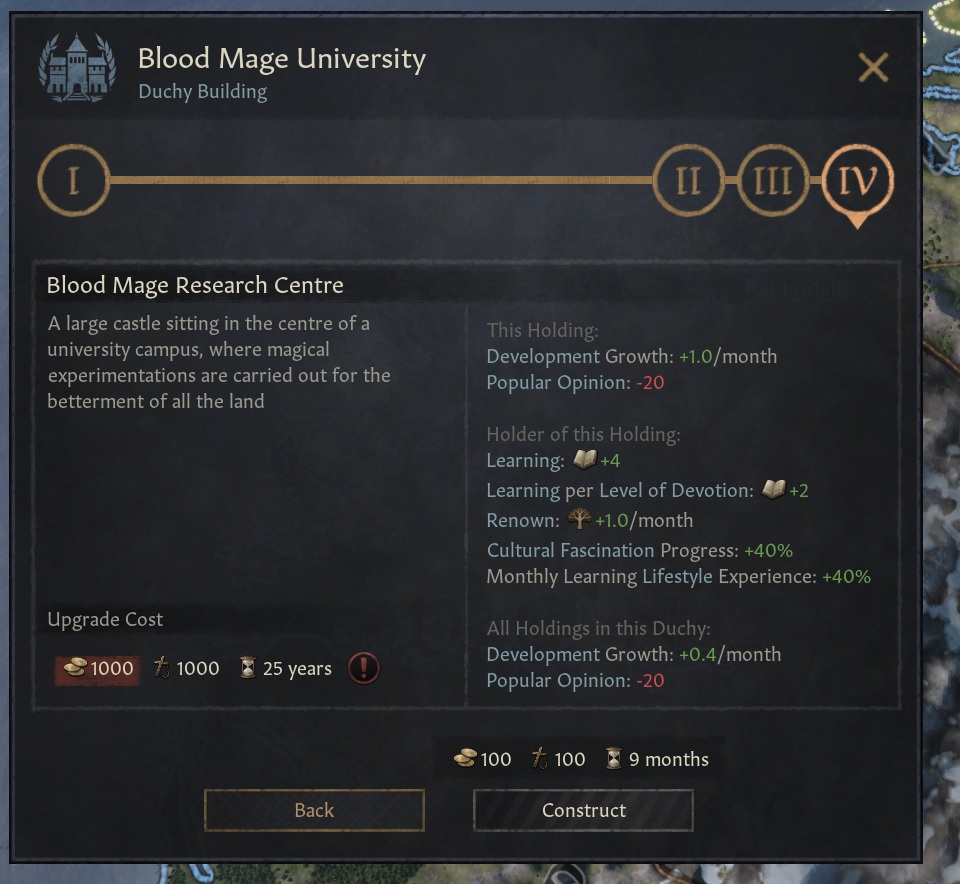 Blood Mage University
Duchy Building
I II III IV
Blood Mage Research Centre
A large castle sitting in the centre of a
university campus, where magical
experimentations are carried out for the
betterment of all the land
This Holding:
Development Growth: +1.0/month
Popular Opinion: -20
Holder of this Holding:
Learning: +4
Learning per Level of Devotion: +2
Renown: +1.0/month
Cultural Fascination Progress: +40%
Monthly Learning Lifestyle Experience: +40%
All Holdings in this Duchy:
Development Growth: +0.4/month
Popular Opinion: -20
Upgrade Cost
1000 1000 25 years !
100 100 9 months
Back Construct